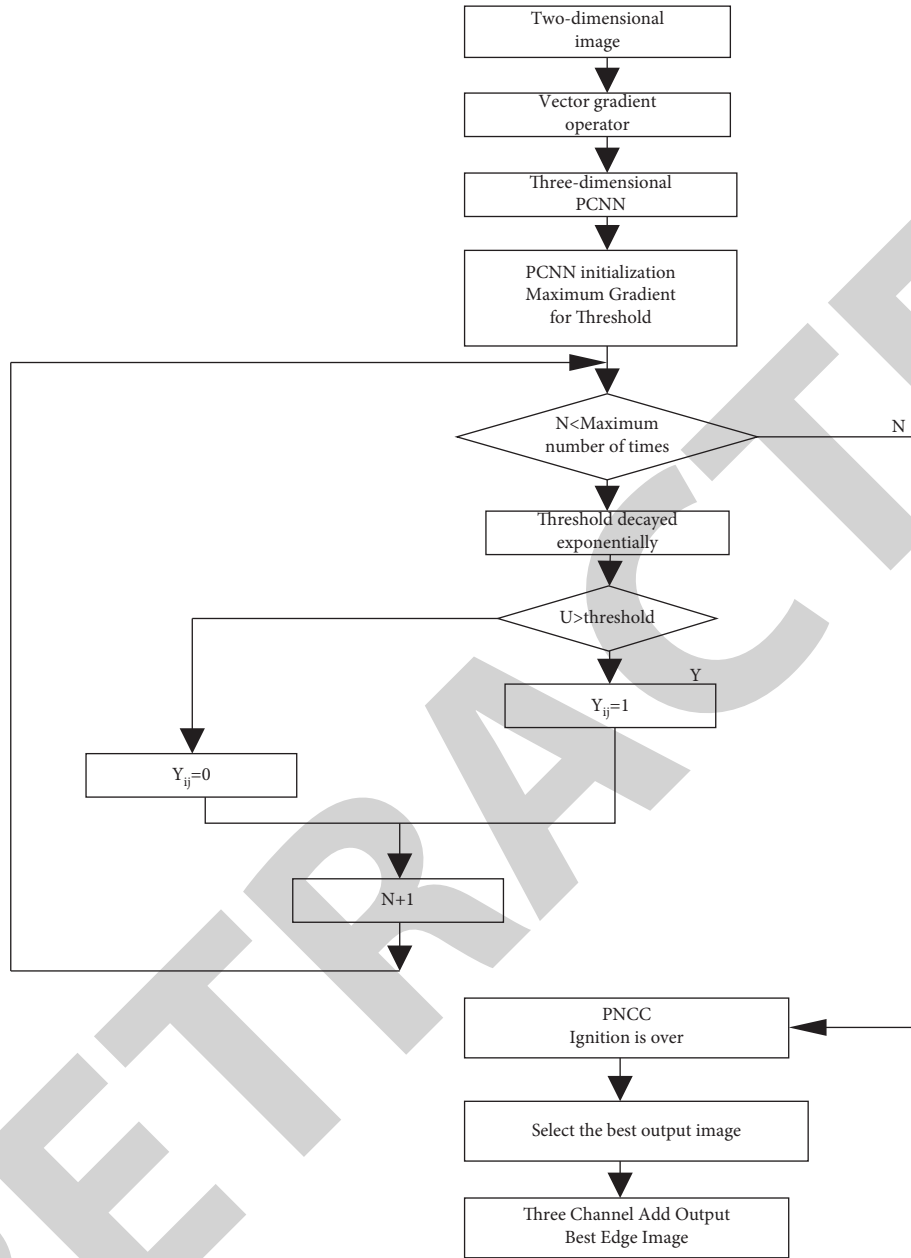 Two-dimensional
image
Vector gradient
operator
Three-dimensional
PCNN
PCNN initialization
Maximum Gradient
for Threshold
N<Maximum
number of times
N
Threshold decayed
exponentially
U>threshold
Y
Y_ij=1
Y_ij=0
N+1
PNCC
Ignition is over
Select the best output image
Three Channel Add Output
Best Edge Image
RETRACTE